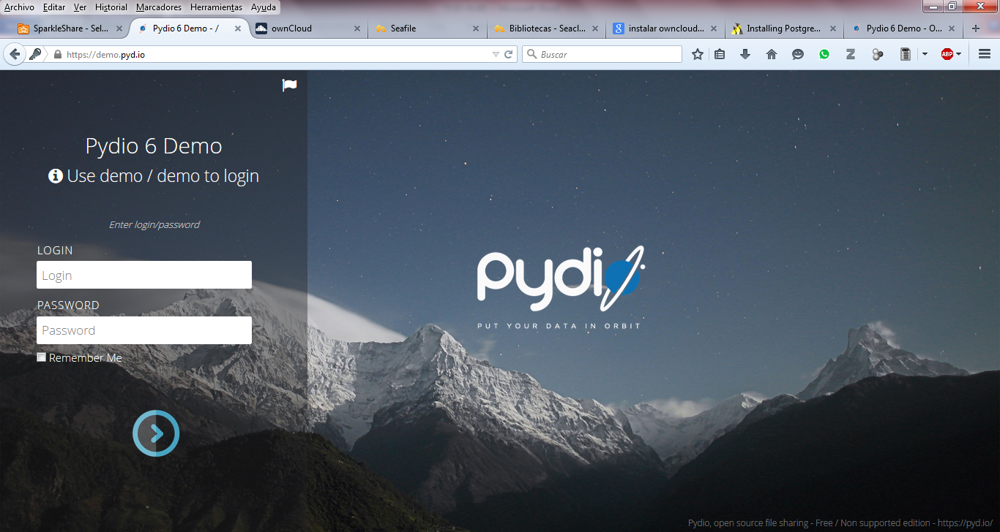 Archivo Editar Ver Historial Marcadores Herramientas Ayuda
SparkleShare - Sel... Pydio 6 Demo - / ownCloud Seafile Bibliotecas - Seacl... instalar owncloud... Installing Postgre... Pydio 6 Demo - O...
https://demo.pyd.io Buscar ABP
Pydio 6 Demo
Use demo / demo to login
Enter login/password
LOGIN
Login
PASSWORD
Password
Remember Me
pydio
PUT YOUR DATA IN ORBIT
Pydio, open source file sharing - Free / Non supported edition - https://pyd.io/